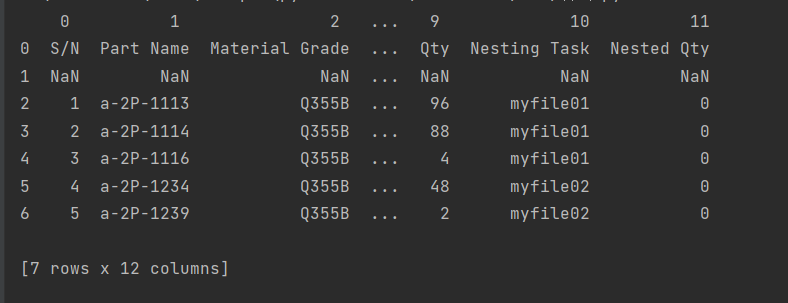 0 1 2 ... 9 10 11
0 S/N Part Name Material Grade ... Qty Nesting Task Nested Qty
1 NaN NaN NaN ... NaN NaN NaN
2 1 a-2P-1113 Q355B ... 96 myfile01 0
3 2 a-2P-1114 Q355B ... 88 myfile01 0
4 3 a-2P-1116 Q355B ... 4 myfile01 0
5 4 a-2P-1234 Q355B ... 48 myfile02 0
6 5 a-2P-1239 Q355B ... 2 myfile02 0
[7 rows x 12 columns]